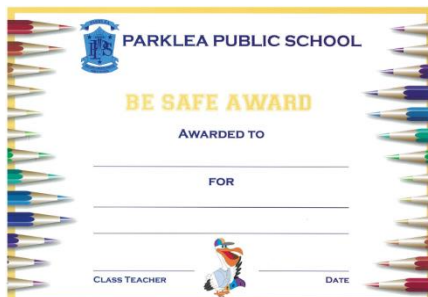 PARKLEA PUBLIC SCHOOL
BE SAFE AWARD
AWARDED TO
FOR
CLASS TEACHER DATE